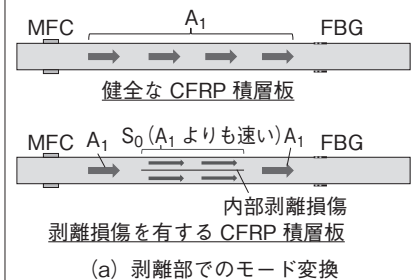 A₁
MFC FBG
健全な CFRP 積層板
MFC A₁ S₀(A₁ よりも速い) A₁ FBG
内部剥離損傷
剥離損傷を有する CFRP 積層板
(a) 剥離部でのモード変換